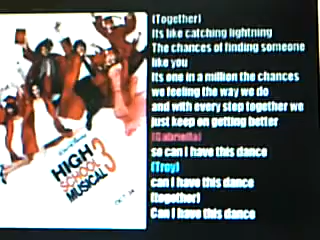 (Together)
Its like catching lightning
The chances of finding someone
like you
Its one in a million the chances
we feeling the way we do
and with every step together we
just keep on getting better
(Gabriella)
so can I have this dance
(Troy)
can I have this dance
(together)
Can I have this dance
HIGH
SCHOOL
MUSICAL 3